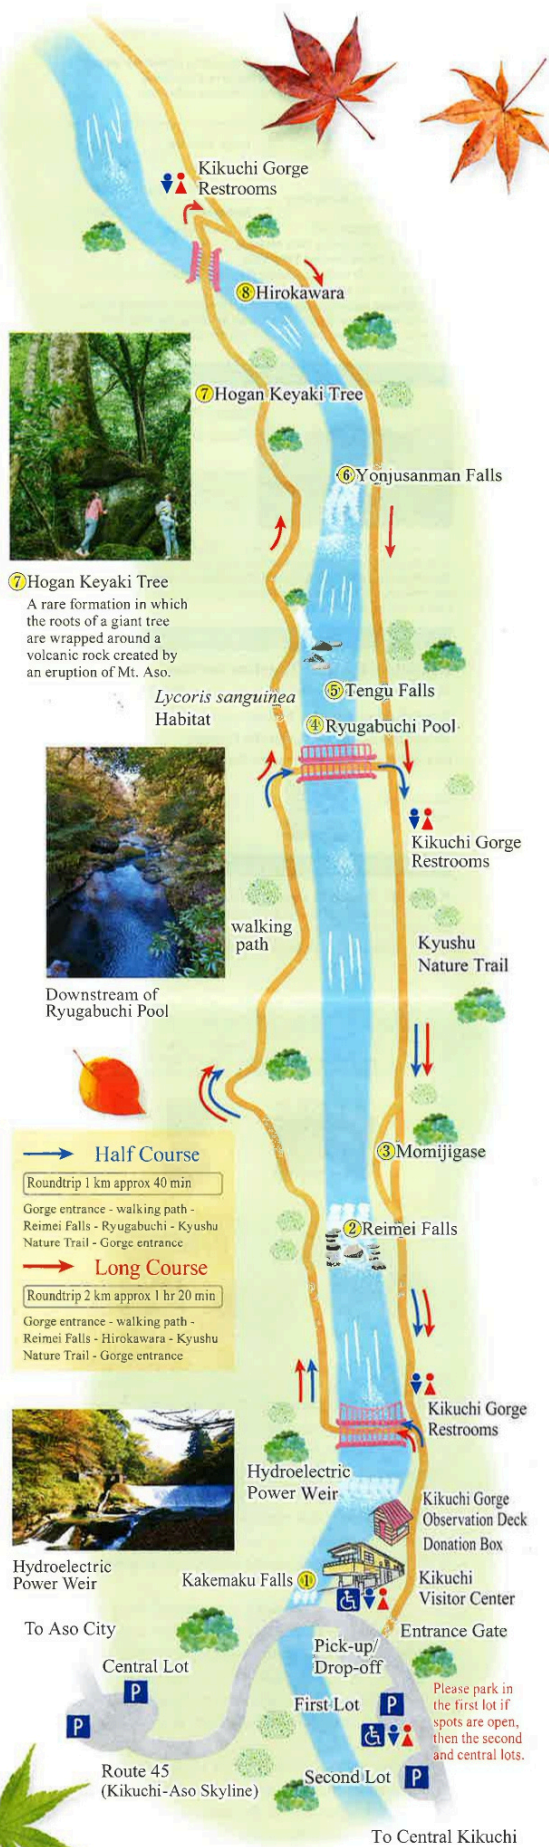 Kikuchi Gorge
Restrooms
⑧Hirokawara
⑦Hogan Keyaki Tree
⑥Yonjusanman Falls
⑦Hogan Keyaki Tree
A rare formation in which
the roots of a giant tree
are wrapped around a
volcanic rock created by
an eruption of Mt. Aso.
⑤Tengu Falls
Lycoris sanguinea
Habitat
④Ryugabuchi Pool
Kikuchi Gorge
Restrooms
walking
path
Kyushu
Nature Trail
Downstream of
Ryugabuchi Pool
③Momijigase
Half Course
Roundtrip 1 km approx 40 min
Gorge entrance - walking path -
Reimei Falls - Ryugabuchi - Kyushu
Nature Trail - Gorge entrance
Long Course
Roundtrip 2 km approx 1 hr 20 min
Gorge entrance - walking path -
Reimei Falls - Hirokawara - Kyushu
Nature Trail - Gorge entrance
②Reimei Falls
Kikuchi Gorge
Restrooms
Hydroelectric
Power Weir
Kikuchi Gorge
Observation Deck
Donation Box
Hydroelectric
Power Weir
Kakemaku Falls ①
Kikuchi
Visitor Center
To Aso City
Entrance Gate
Pick-up/
Drop-off
Central Lot
P
P
First Lot P
Please park in
the first lot if
spots are open,
then the second
and central lots.
Route 45
(Kikuchi-Aso Skyline)
Second Lot P
To Central Kikuchi